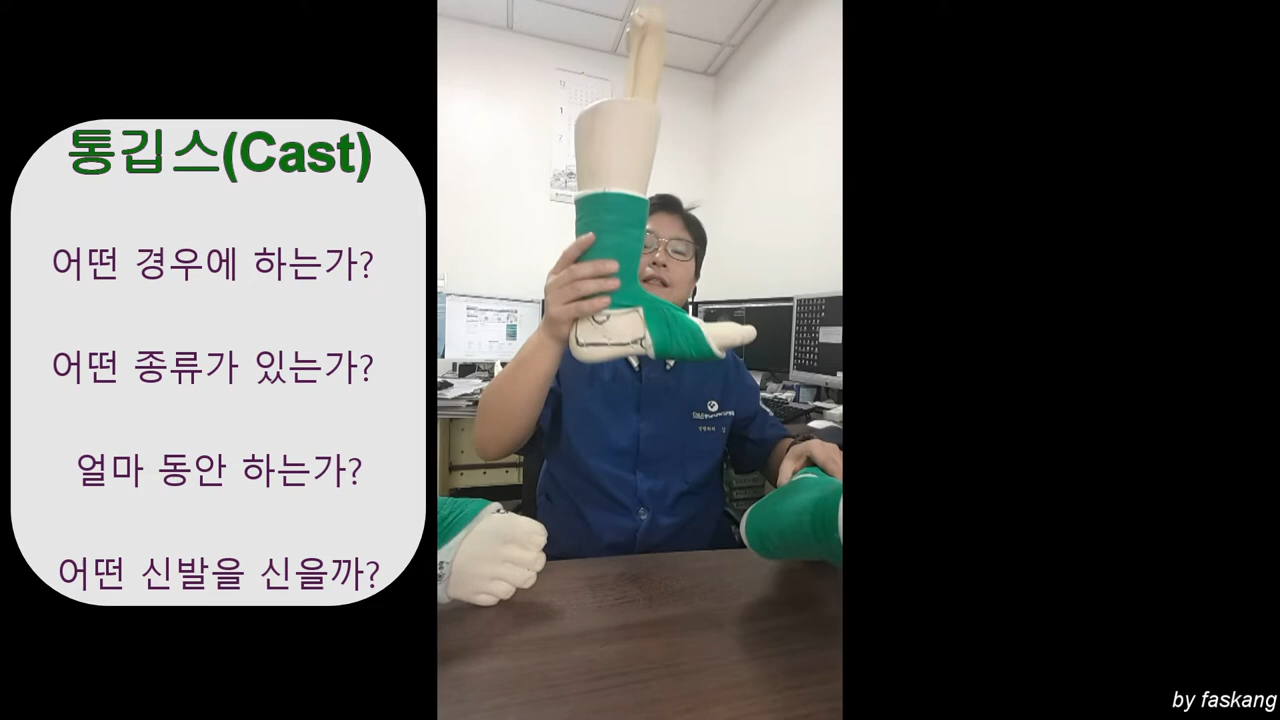 통깁스(Cast)
어떤 경우에 하는가?
어떤 종류가 있는가?
얼마 동안 하는가?
어떤 신발을 신을까?
by faskang